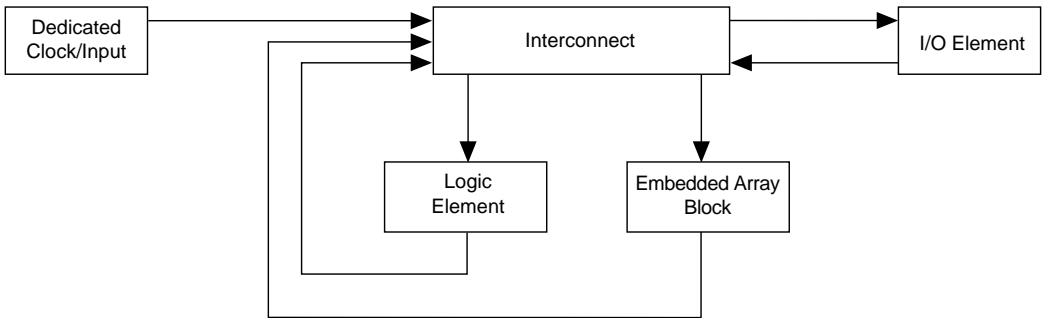 Dedicated
Clock/Input
Interconnect
I/O Element
Logic
Element
Embedded Array
Block